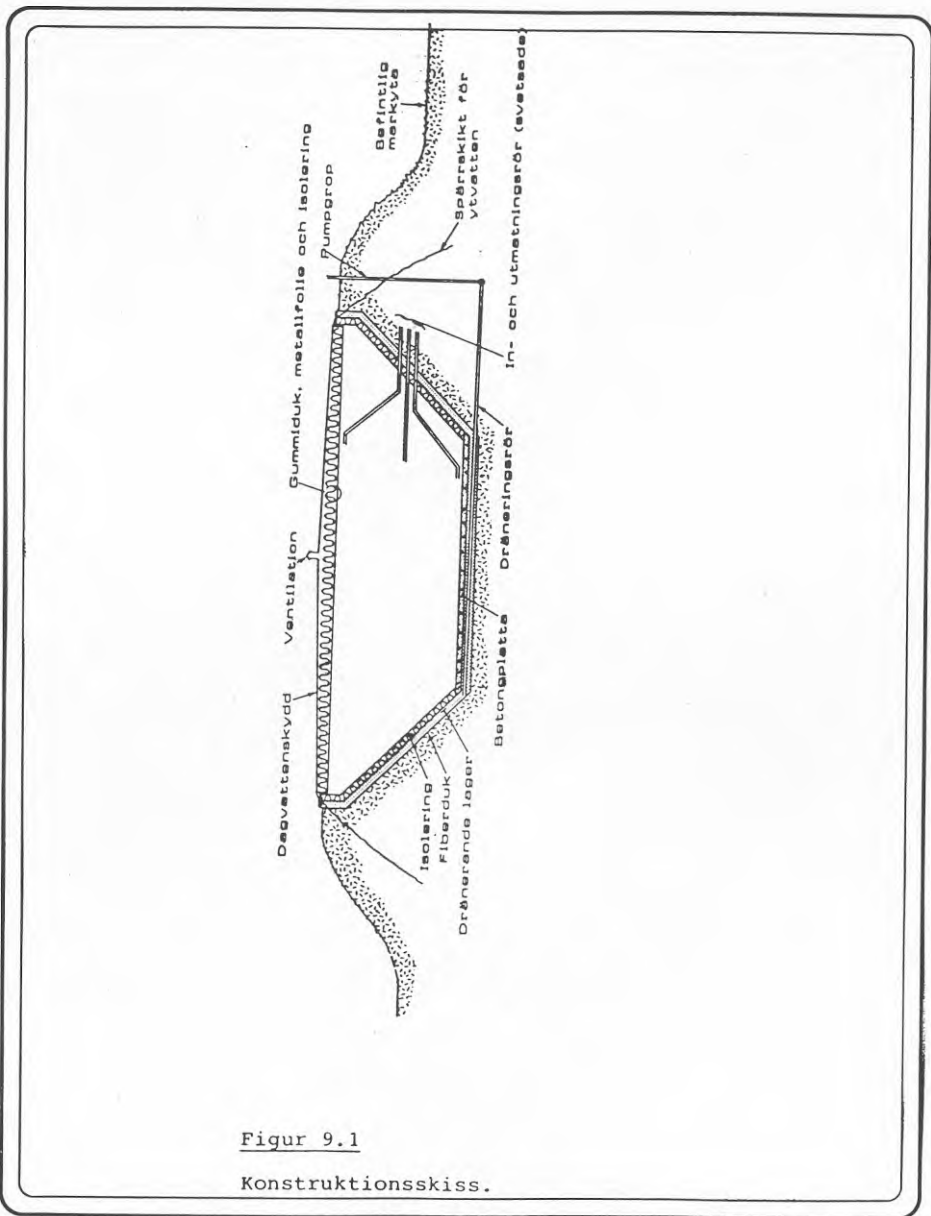 Befintlig
markyta
Gummiduk, metallfolie och isolering
Pumpgrop
Spärrskikt för
ytvatten
In- och utmatningsrör (svetsade)
Ventilation
Dagvattenskydd
Dräneringsrör
Betongplatta
Isolering
Fiberduk
Dränerande lager
Figur 9.1
Konstruktionsskiss.